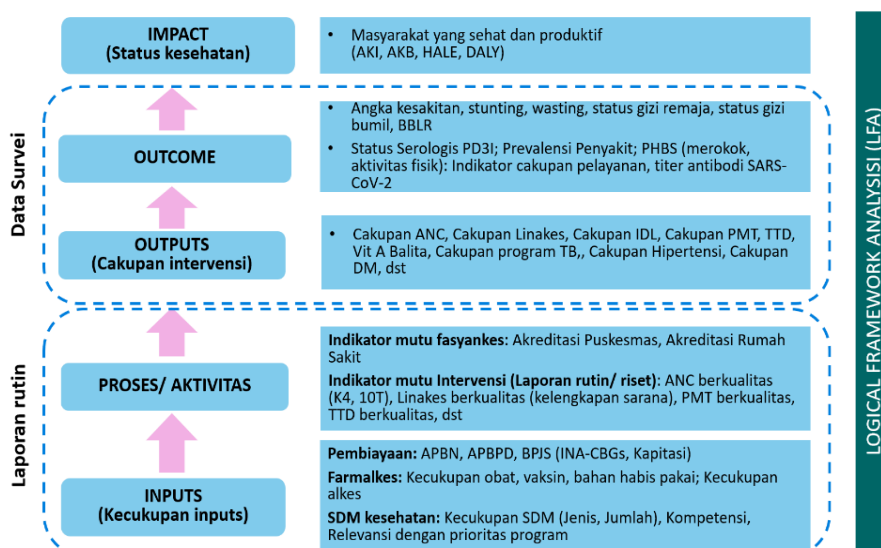 IMPACT
(Status kesehatan)
• Masyarakat yang sehat dan produktif
(AKI, AKB, HALE, DALY)
Data Survei
OUTCOME
• Angka kesakitan, stunting, wasting, status gizi remaja, status gizi
bumil, BBLR
• Status Serologis PD3I; Prevalensi Penyakit; PHBS (merokok,
aktivitas fisik): Indikator cakupan pelayanan, titer antibodi SARS-
CoV-2
OUTPUTS
(Cakupan intervensi)
• Cakupan ANC, Cakupan Linakes, Cakupan IDL, Cakupan PMT, TTD,
Vit A Balita, Cakupan program TB,, Cakupan Hipertensi, Cakupan
DM, dst
Laporan rutin
PROSES/ AKTIVITAS
Indikator mutu fasyankes: Akreditasi Puskesmas, Akreditasi Rumah
Sakit
Indikator mutu Intervensi (Laporan rutin/ riset): ANC berkualitas
(K4, 10T), Linakes berkualitas (kelengkapan sarana), PMT berkualitas,
TTD berkualitas, dst
INPUTS
(Kecukupan inputs)
Pembiayaan: APBN, APBPD, BPJS (INA-CBGs, Kapitasi)
Farmalkes: Kecukupan obat, vaksin, bahan habis pakai; Kecukupan
alkes
SDM kesehatan: Kecukupan SDM (Jenis, Jumlah), Kompetensi,
Relevansi dengan prioritas program
LOGICAL FRAMEWORK ANALYSISI (LFA)